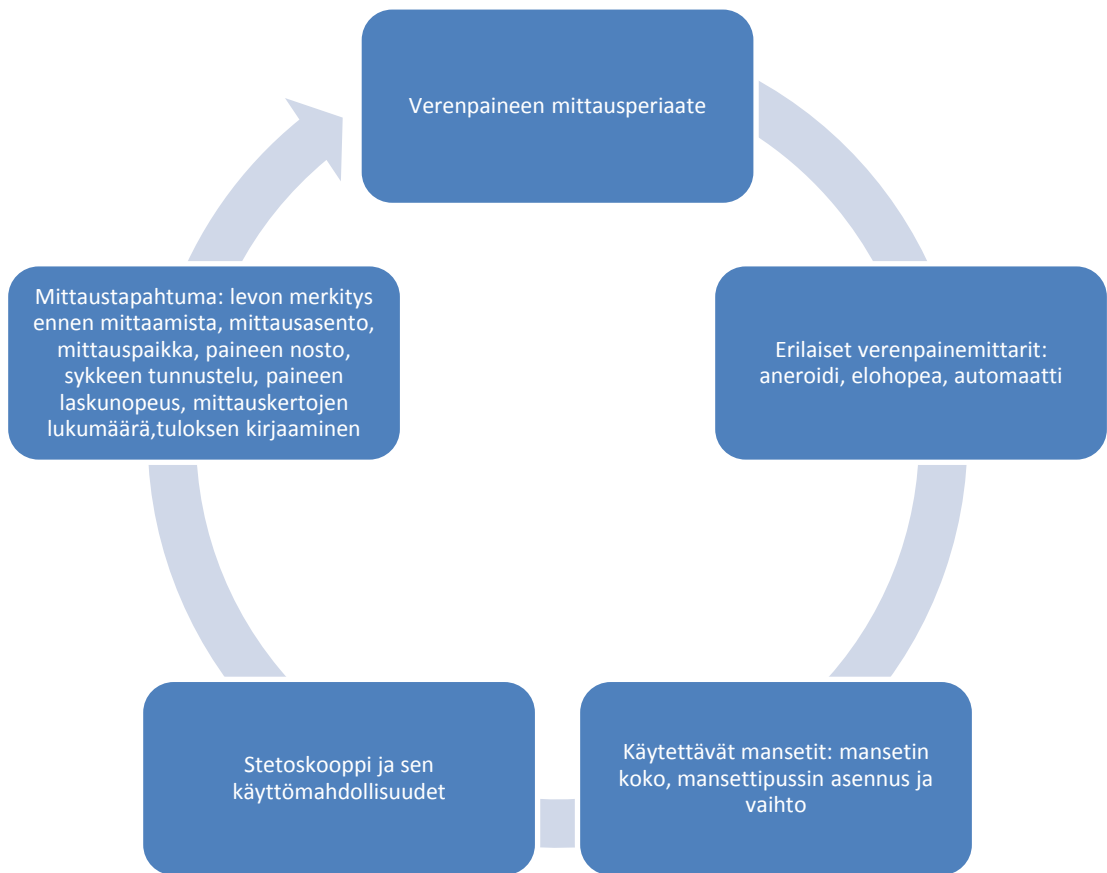 Verenpaineen mittausperiaate
Erilaiset verenpainemittarit:
aneroidi, elohopea, automaatti
Käytettävät mansetit: mansetin
koko, mansettipussin asennus ja
vaihto
Stetoskooppi ja sen
käyttömahdollisuudet
Mittaustapahtuma: levon merkitys
ennen mittaamista, mittausasento,
mittauspaikka, paineen nosto,
sykkeen tunnustelu, paineen
laskunopeus, mittauskertojen
lukumäärä,tuloksen kirjaaminen